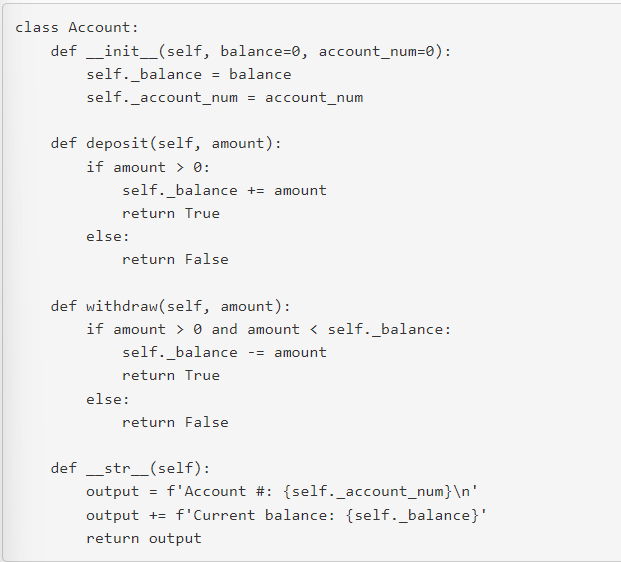 class Account:
    def __init__(self, balance=0, account_num=0):
        self._balance = balance
        self._account_num = account_num

    def deposit(self, amount):
        if amount > 0:
            self._balance += amount
            return True
        else:
            return False

    def withdraw(self, amount):
        if amount > 0 and amount < self._balance:
            self._balance -= amount
            return True
        else:
            return False

    def __str__(self):
        output = f'Account #: {self._account_num}\n'
        output += f'Current balance: {self._balance}'
        return output